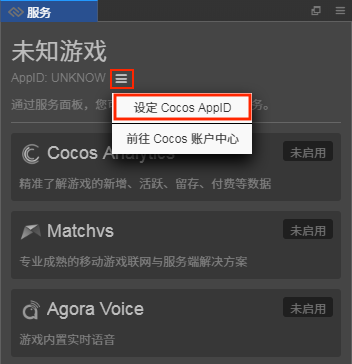 服务
未知游戏
AppID: UNKNOW
设定 Cocos AppID
通过服务面板，您 务。
前往 Cocos 账户中心
Cocos Analytics 未启用
精准了解游戏的新增、活跃、留存、付费等数据
Matchvs 未启用
专业成熟的移动游戏联网与服务端解决方案
Agora Voice 未启用
游戏内置实时语音